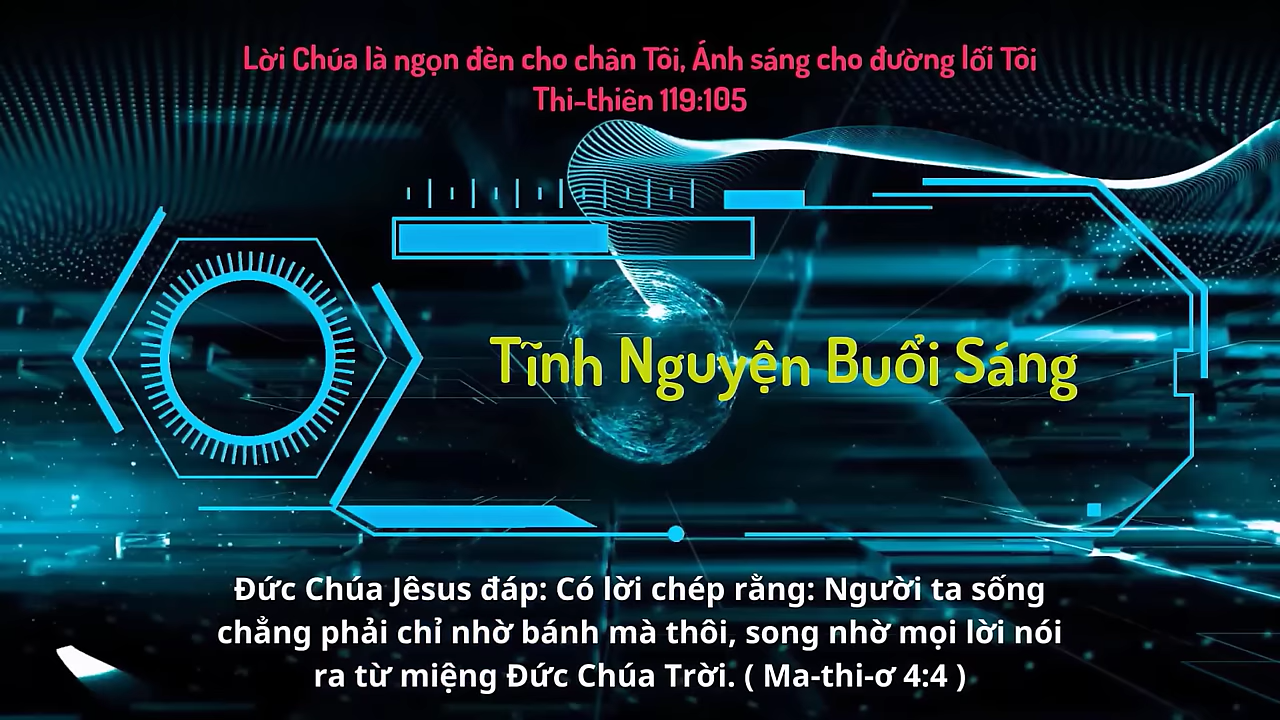 Lời Chúa là ngọn đèn cho chân Tôi, Ánh sáng cho đường lối Tôi
Thi-thiên 119:105
Tĩnh Nguyện Buổi Sáng
Đức Chúa Jêsus đáp: Có lời chép rằng: Người ta sống
chẳng phải chỉ nhờ bánh mà thôi, song nhờ mọi lời nói
ra từ miệng Đức Chúa Trời. ( Ma-thi-ơ 4:4 )